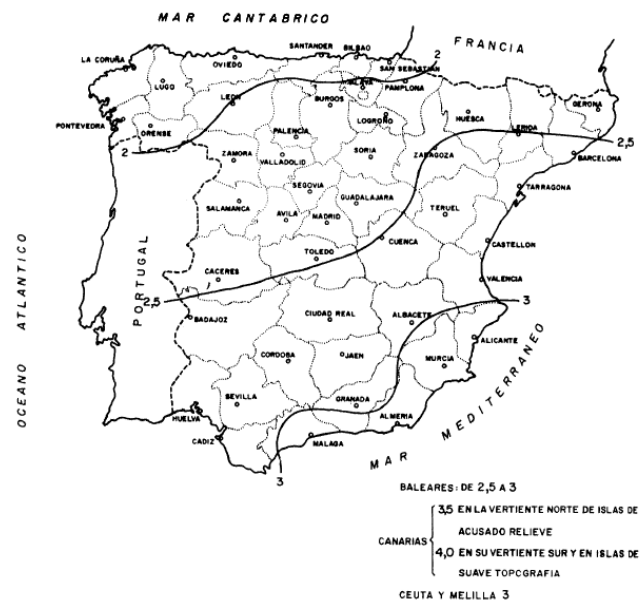 MAR CANTABRICO
FRANCIA
OCEANO ATLANTICO
PORTUGAL
MAR MEDITERRANEO
LA CORUÑA
LUGO
OVIEDO
SANTANDER
BILBAO
SAN SEBASTIAN
2
PONTEVEDRA
ORENSE
2
LEON
BURGOS
PAMPLONA
LOGROÑO
HUESCA
LERIDA
GERONA
BARCELONA
2,5
PALENCIA
ZAMORA
VALLADOLID
SORIA
ZARAGOZA
TARRAGONA
SEGOVIA
SALAMANCA
AVILA
MADRID
GUADALAJARA
TERUEL
CASTELLON
TOLEDO
CUENCA
VALENCIA
CACERES
2,5
BADAJOZ
CIUDAD REAL
ALBACETE
3
ALICANTE
CORDOBA
JAEN
MURCIA
SEVILLA
GRANADA
HUELVA
ALMERIA
CADIZ
MALAGA
3
BALEARES: DE 2,5 A 3
CANARIAS
3,5 EN LA VERTIENTE NORTE DE ISLAS DE
ACUSADO RELIEVE
4,0 EN SU VERTIENTE SUR Y EN ISLAS DE
SUAVE TOPOGRAFIA
CEUTA Y MELILLA 3